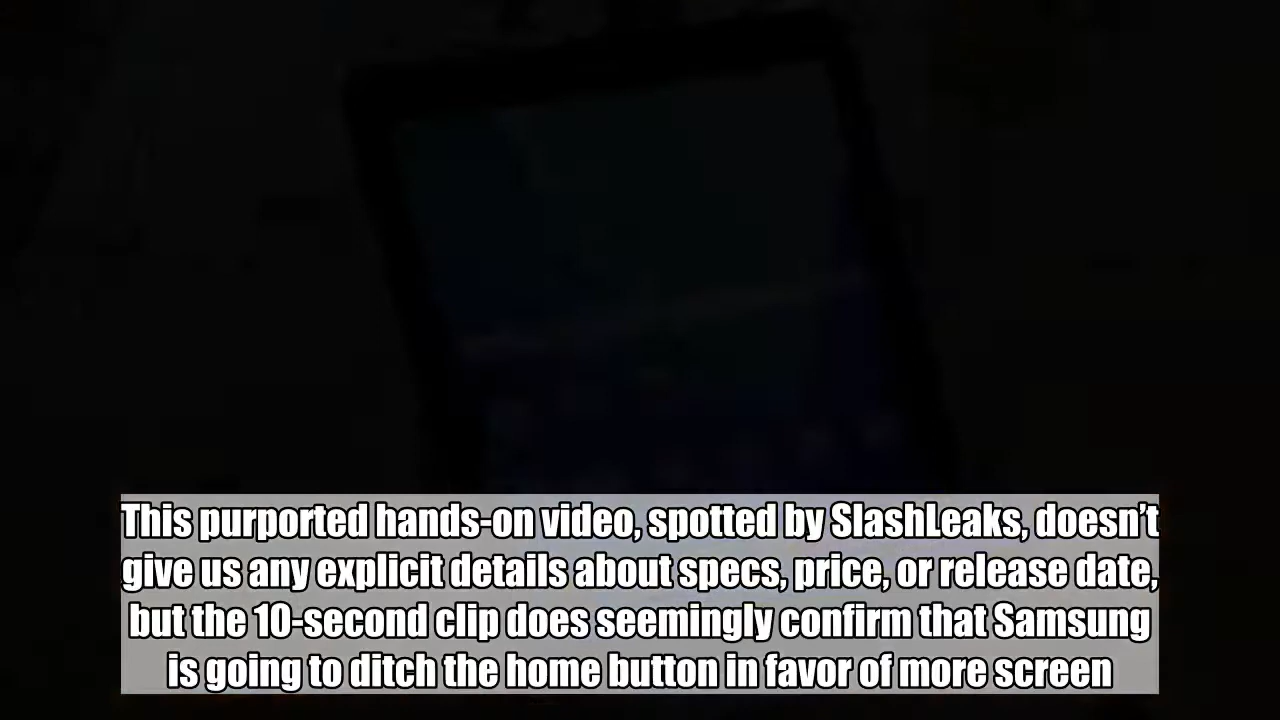 This purported hands-on video, spotted by SlashLeaks, doesn’t
give us any explicit details about specs, price, or release date,
but the 10-second clip does seemingly confirm that Samsung
is going to ditch the home button in favor of more screen